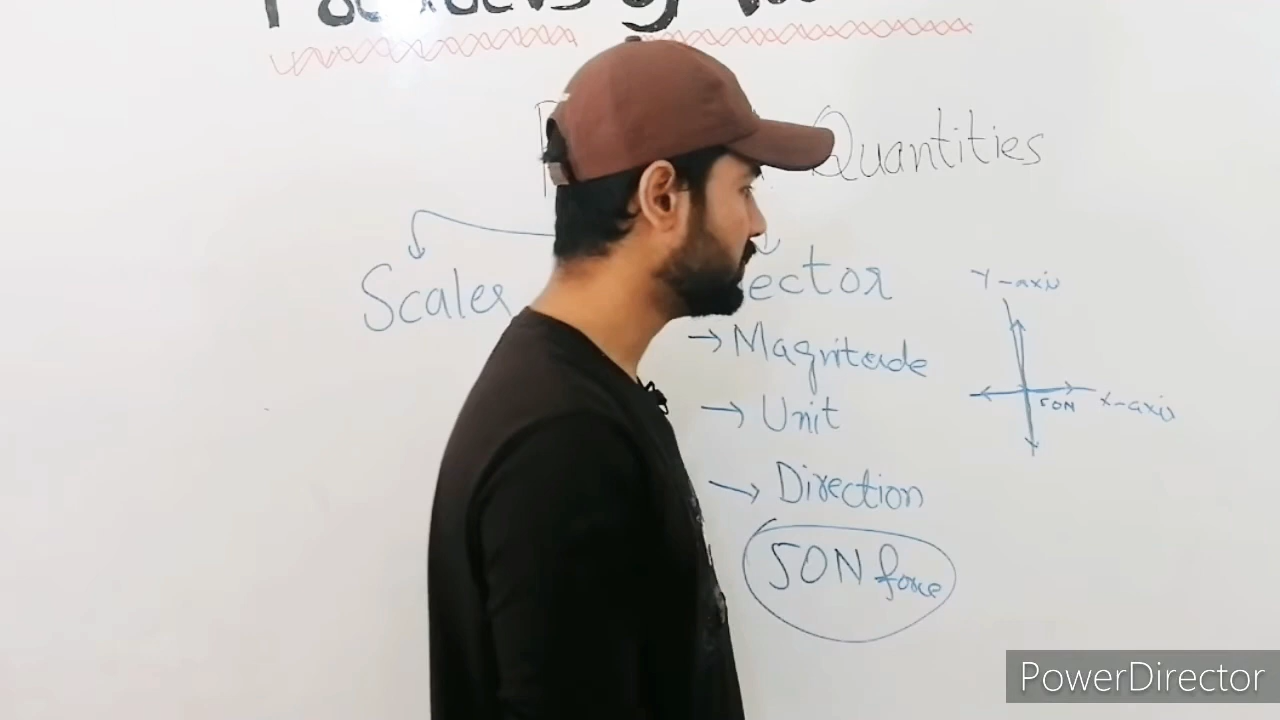 Quantities
Scaler
ector
Y-axis
→ Magnitude
→ Unit
50N X-axis
→ Direction
50N force
PowerDirector